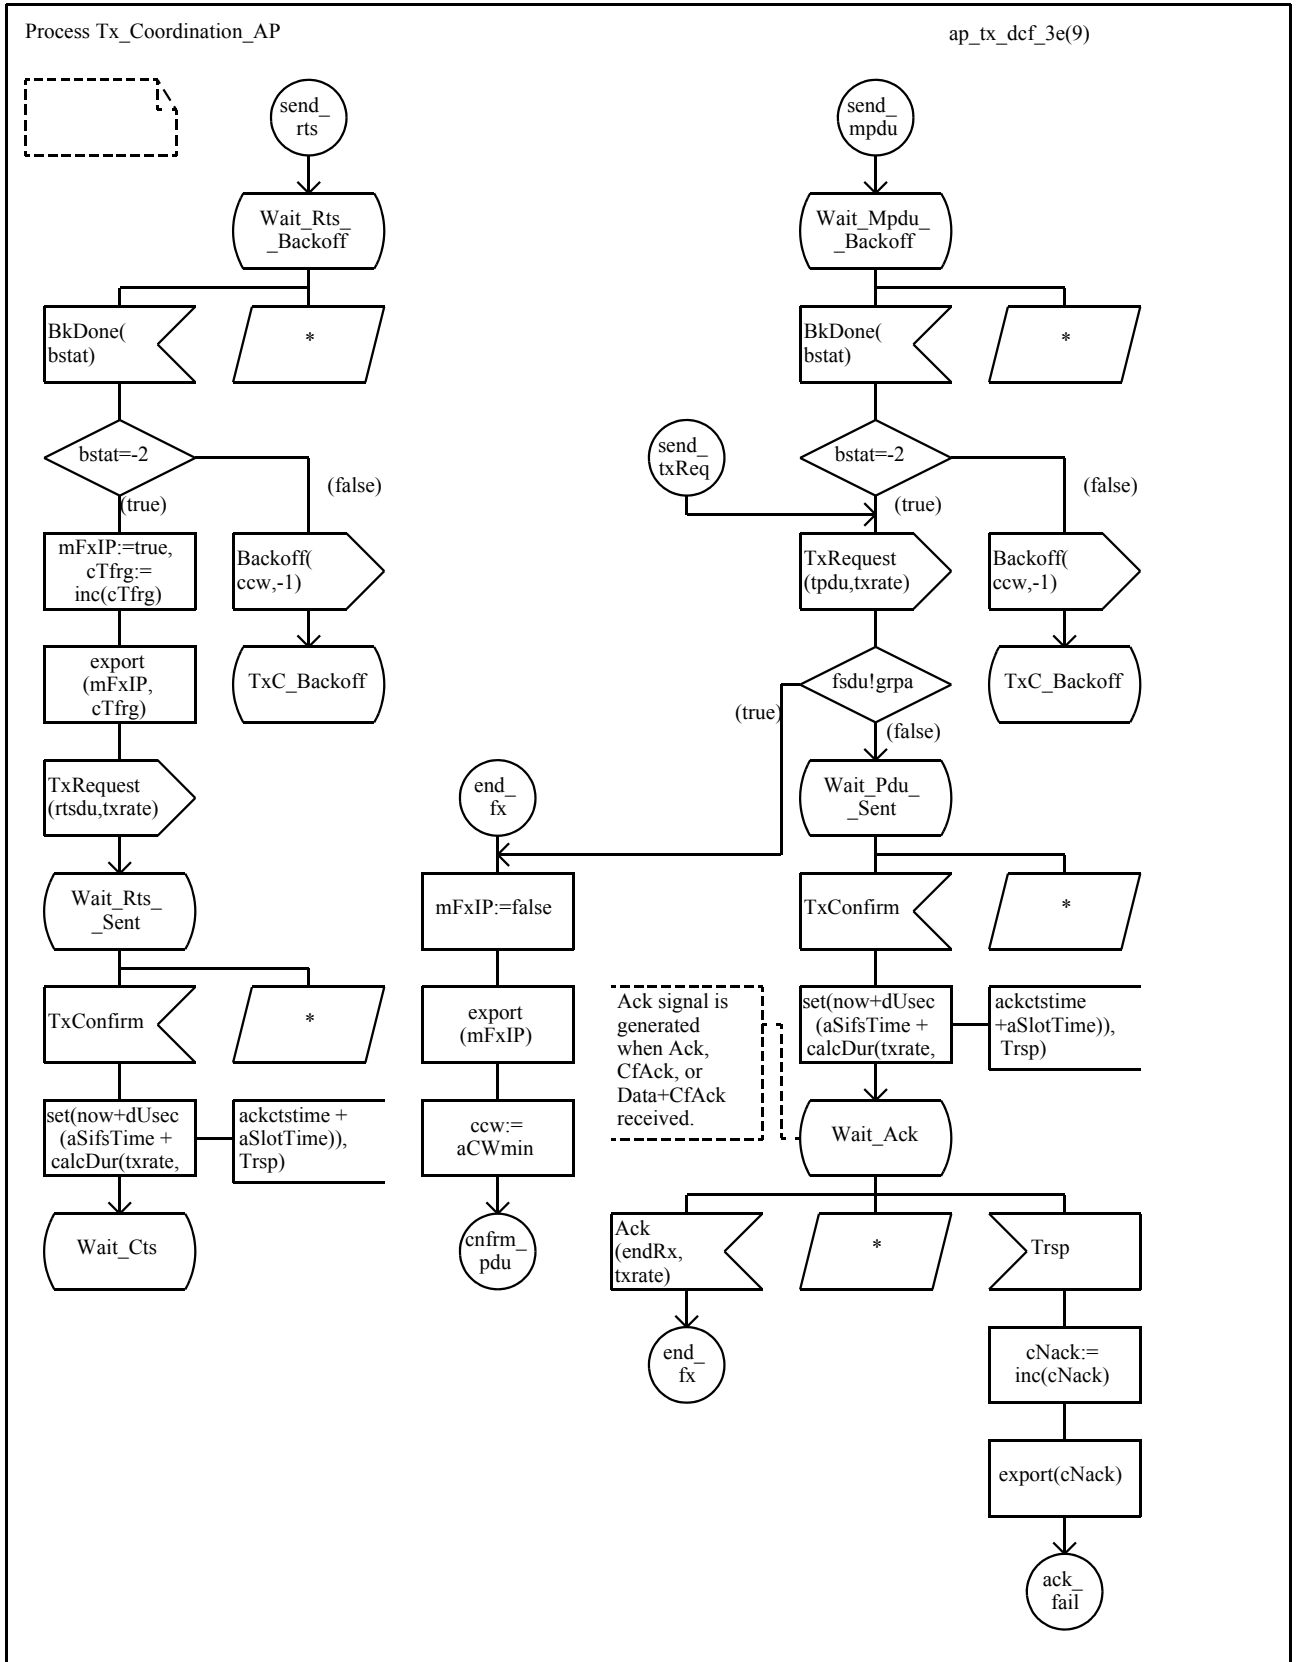 Process Tx_Coordination_AP
ap_tx_dcf_3e(9)
send_
rts
Wait_Rts_
_Backoff
BkDone(
bstat)
*
bstat=-2
(true)
(false)
mFxIP:=true,
cTfrg:=
inc(cTfrg)
Backoff(
ccw,-1)
export
(mFxIP,
cTfrg)
TxC_Backoff
TxRequest
(rtsdu,txrate)
Wait_Rts_
_Sent
TxConfirm
*
set(now+dUsec
(aSifsTime +
calcDur(txrate,
ackctstime +
aSlotTime)),
Trsp)
Wait_Cts
end_
fx
mFxIP:=false
export
(mFxIP)
ccw:=
aCWmin
cnfrm_
pdu
send_
mpdu
Wait_Mpdu_
_Backoff
BkDone(
bstat)
*
send_
txReq
bstat=-2
(true)
(false)
TxRequest
(tpdu,txrate)
Backoff(
ccw,-1)
fsdu!grpa
TxC_Backoff
(true)
(false)
Wait_Pdu_
_Sent
TxConfirm
*
Ack signal is
generated
when Ack,
CfAck, or
Data+CfAck
received.
set(now+dUsec
(aSifsTime +
calcDur(txrate,
ackctstime
+aSlotTime)),
Trsp)
Wait_Ack
Ack
(endRx,
txrate)
*
Trsp
end_
fx
cNack:=
inc(cNack)
export(cNack)
ack_
fail